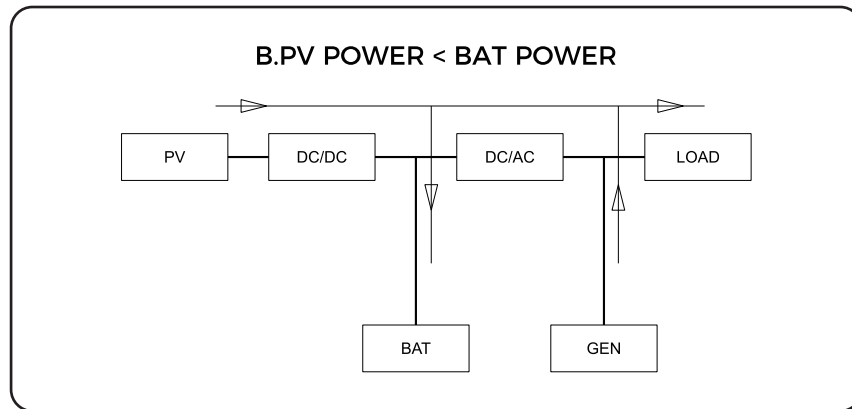 B.PV POWER < BAT POWER
PV
DC/DC
DC/AC
LOAD
BAT
GEN